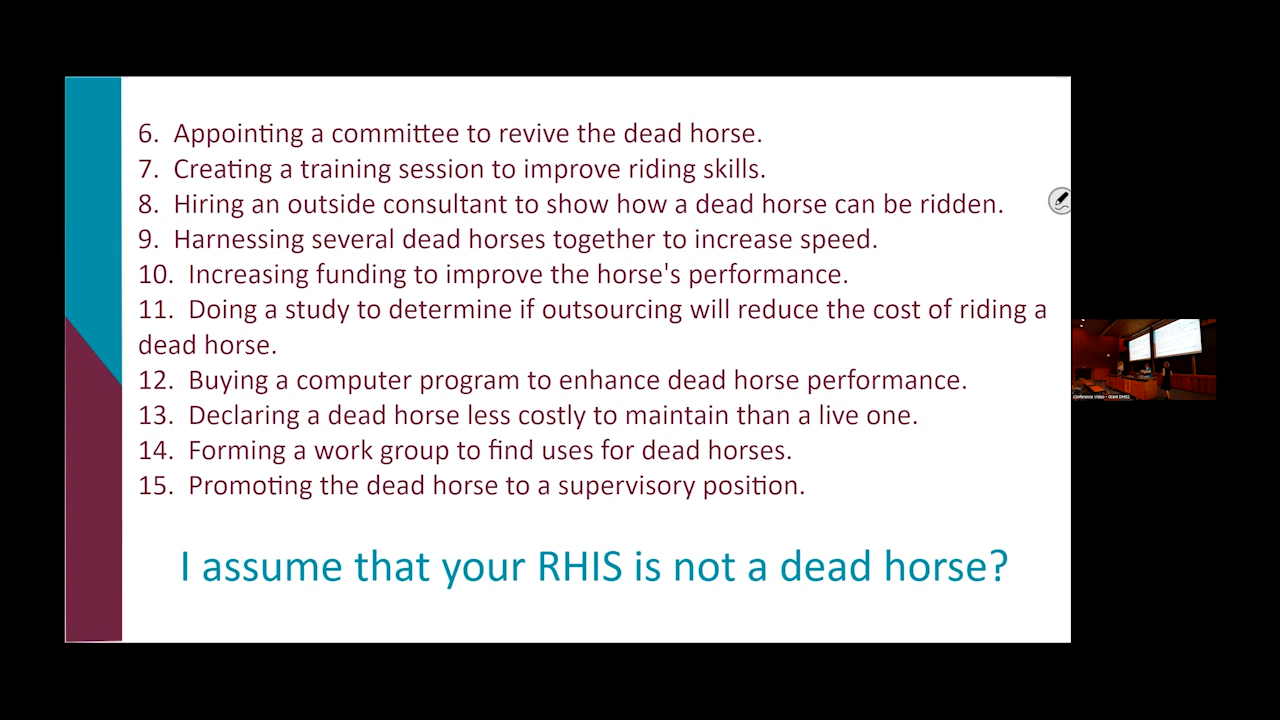 6. Appointing a committee to revive the dead horse.
7. Creating a training session to improve riding skills.
8. Hiring an outside consultant to show how a dead horse can be ridden.
9. Harnessing several dead horses together to increase speed.
10. Increasing funding to improve the horse's performance.
11. Doing a study to determine if outsourcing will reduce the cost of riding a
dead horse.
12. Buying a computer program to enhance dead horse performance.
13. Declaring a dead horse less costly to maintain than a live one.
14. Forming a work group to find uses for dead horses.
15. Promoting the dead horse to a supervisory position.
I assume that your RHIS is not a dead horse?
Conference Video - Grant DHIS2